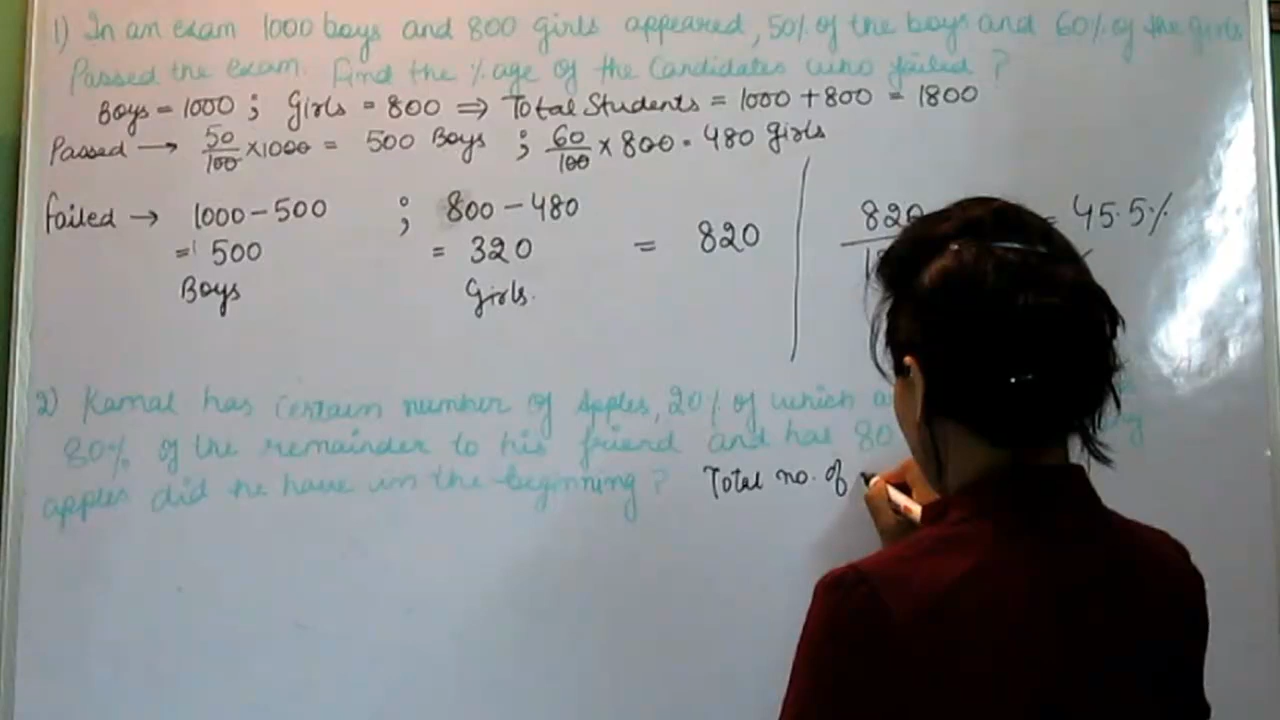 1) In an exam 1000 boys and 800 girls appeared, 50% of the boys and 60% of the girls
Passed the exam. Find the %age of the Candidates who failed ?
Boys = 1000 ; Girls = 800 ⇒ Total Students = 1000 + 800 = 1800
Passed → 50/100 × 1000 = 500 Boys ; 60/100 × 800 = 480 girls
failed → 1000 - 500 ; 800 - 480 820 = 45.5%
= 500 = 320 = 820
Boys Girls.
2) Kamal has certain number of Apples, 20% of which
80% of the remainder to his friend and has 80
apples did he have in the beginning ? Total no. of